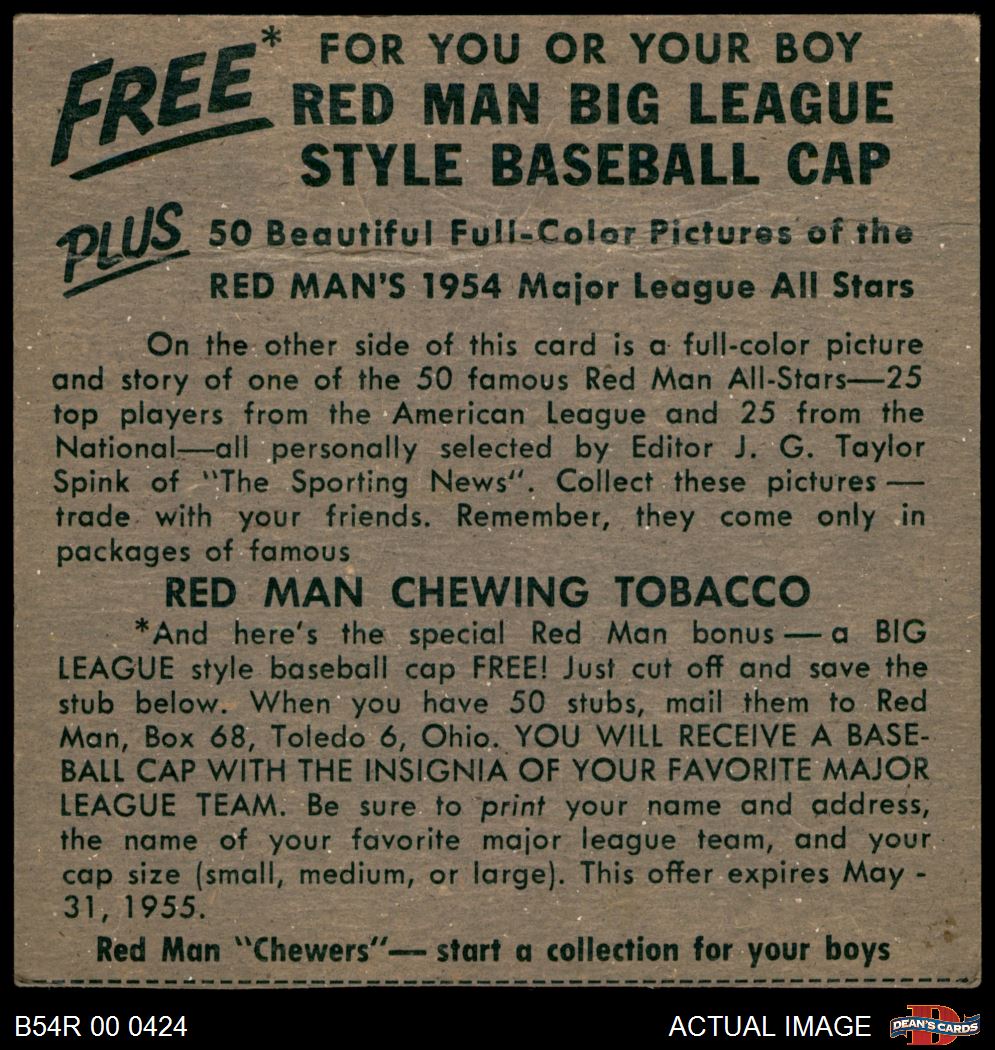 FREE* FOR YOU OR YOUR BOY
RED MAN BIG LEAGUE
STYLE BASEBALL CAP
PLUS 50 Beautiful Full-Color Pictures of the
RED MAN'S 1954 Major League All Stars
On the other side of this card is a full-color picture
and story of one of the 50 famous Red Man All-Stars—25
top players from the American League and 25 from the
National—all personally selected by Editor J. G. Taylor
Spink of "The Sporting News". Collect these pictures —
trade with your friends. Remember, they come only in
packages of famous
RED MAN CHEWING TOBACCO
*And here's the special Red Man bonus — a BIG
LEAGUE style baseball cap FREE! Just cut off and save the
stub below. When you have 50 stubs, mail them to Red
Man, Box 68, Toledo 6, Ohio. YOU WILL RECEIVE A BASE-
BALL CAP WITH THE INSIGNIA OF YOUR FAVORITE MAJOR
LEAGUE TEAM. Be sure to print your name and address,
the name of your favorite major league team, and your
cap size (small, medium, or large). This offer expires May -
31, 1955.
Red Man "Chewers"— start a collection for your boys
B54R 00 0424 ACTUAL IMAGE DEAN'S CARDS